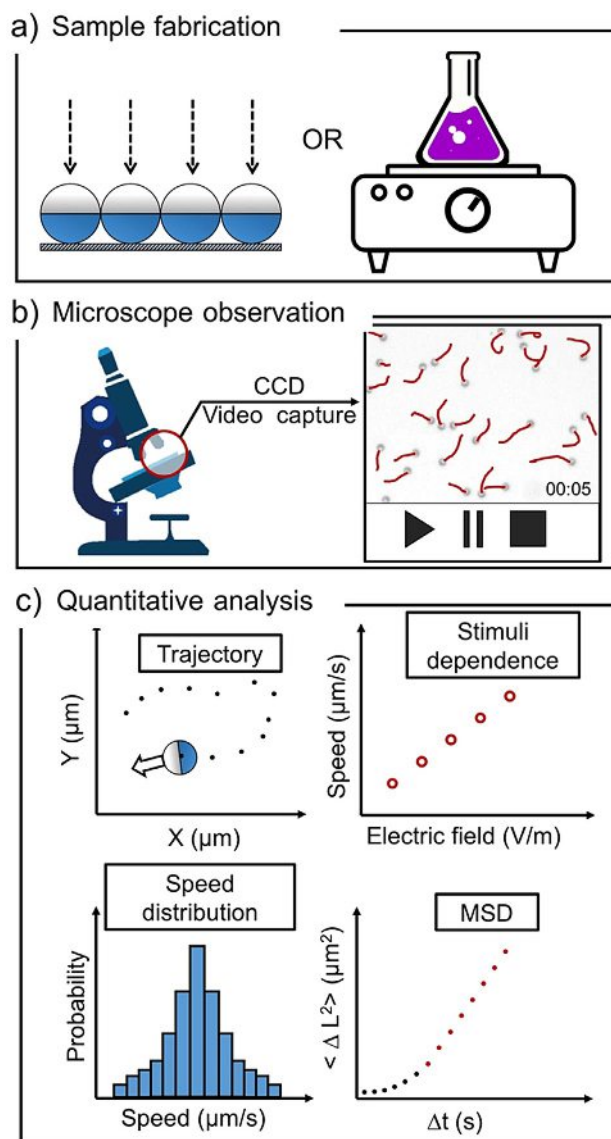 a) Sample fabrication
OR
b) Microscope observation
CCD
Video capture
00:05
c) Quantitative analysis
Trajectory
Y (μm)
X (μm)
Stimuli
dependence
Speed (μm/s)
Electric field (V/m)
Speed
distribution
Probability
Speed (μm/s)
MSD
< Δ L²> (μm²)
Δt (s)